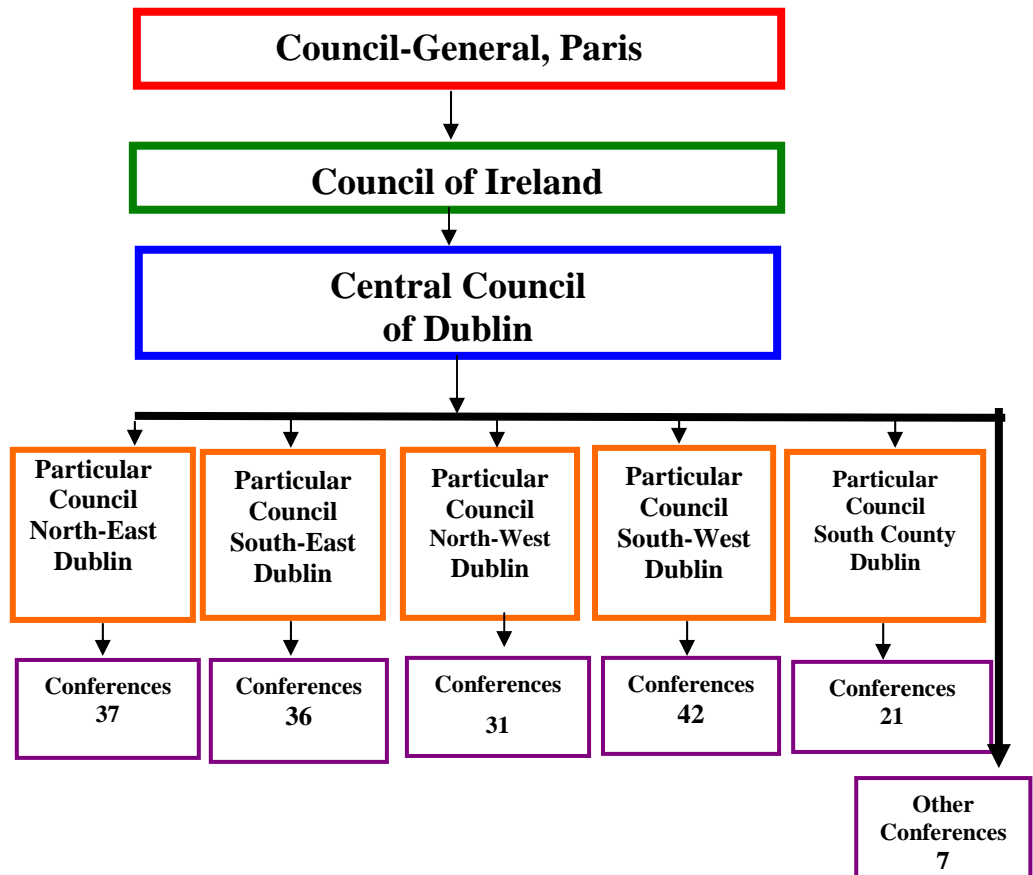 Council-General, Paris
Council of Ireland
Central Council
of Dublin
Particular
Council
North-East
Dublin
Particular
Council
South-East
Dublin
Particular
Council
North-West
Dublin
Particular
Council
South-West
Dublin
Particular
Council
South County
Dublin
Conferences
37
Conferences
36
Conferences
31
Conferences
42
Conferences
21
Other
Conferences
7